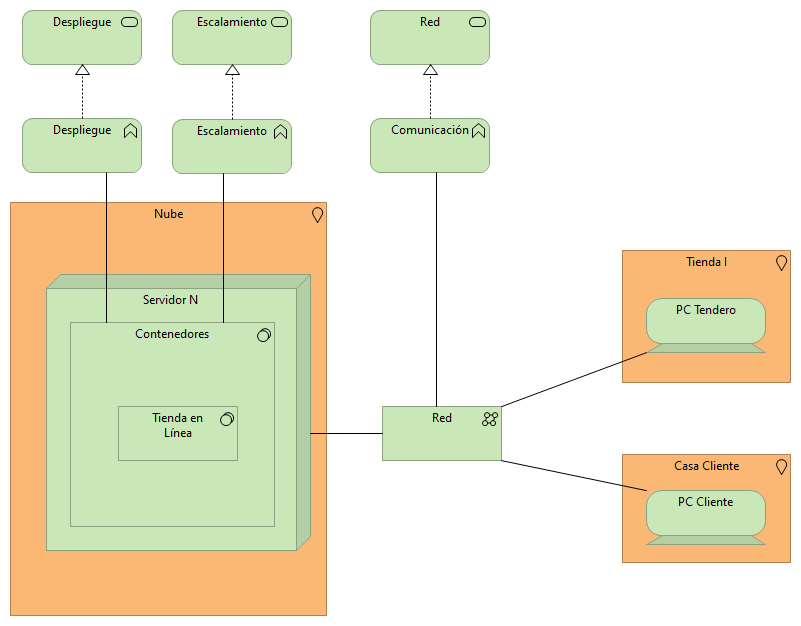 Despliegue
Escalamiento
Red
Despliegue
Escalamiento
Comunicación
Nube
Servidor N
Contenedores
Tienda en
Línea
Red
Tienda I
PC Tendero
Casa Cliente
PC Cliente